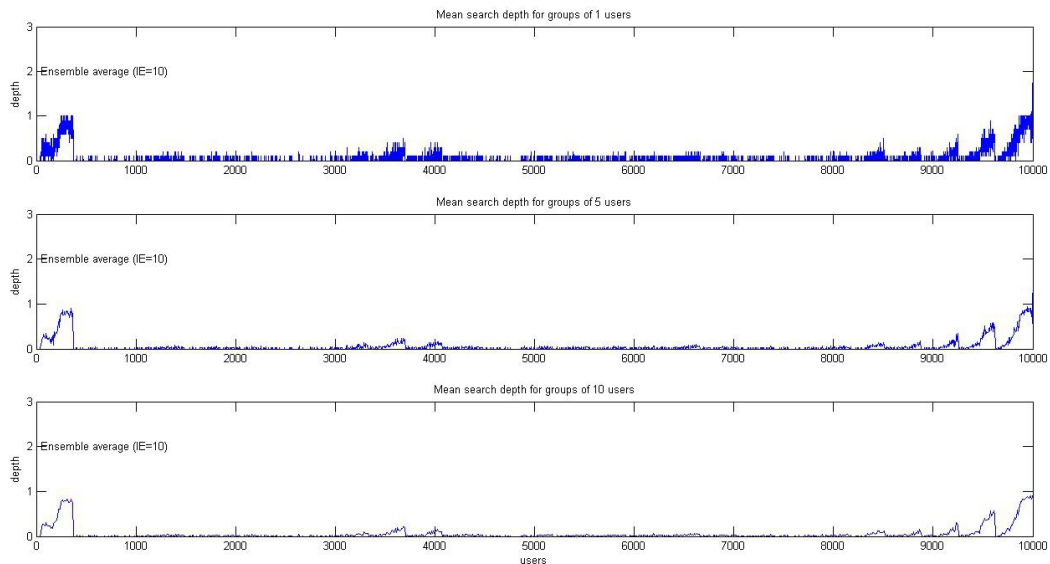 Mean search depth for groups of 1 users
3
2
1
0
depth
Ensemble average (IE=10)
0 1000 2000 3000 4000 5000 6000 7000 8000 9000 10000
Mean search depth for groups of 5 users
3
2
1
0
depth
Ensemble average (IE=10)
0 1000 2000 3000 4000 5000 6000 7000 8000 9000 10000
Mean search depth for groups of 10 users
3
2
1
0
depth
Ensemble average (IE=10)
0 1000 2000 3000 4000 5000 6000 7000 8000 9000 10000
users